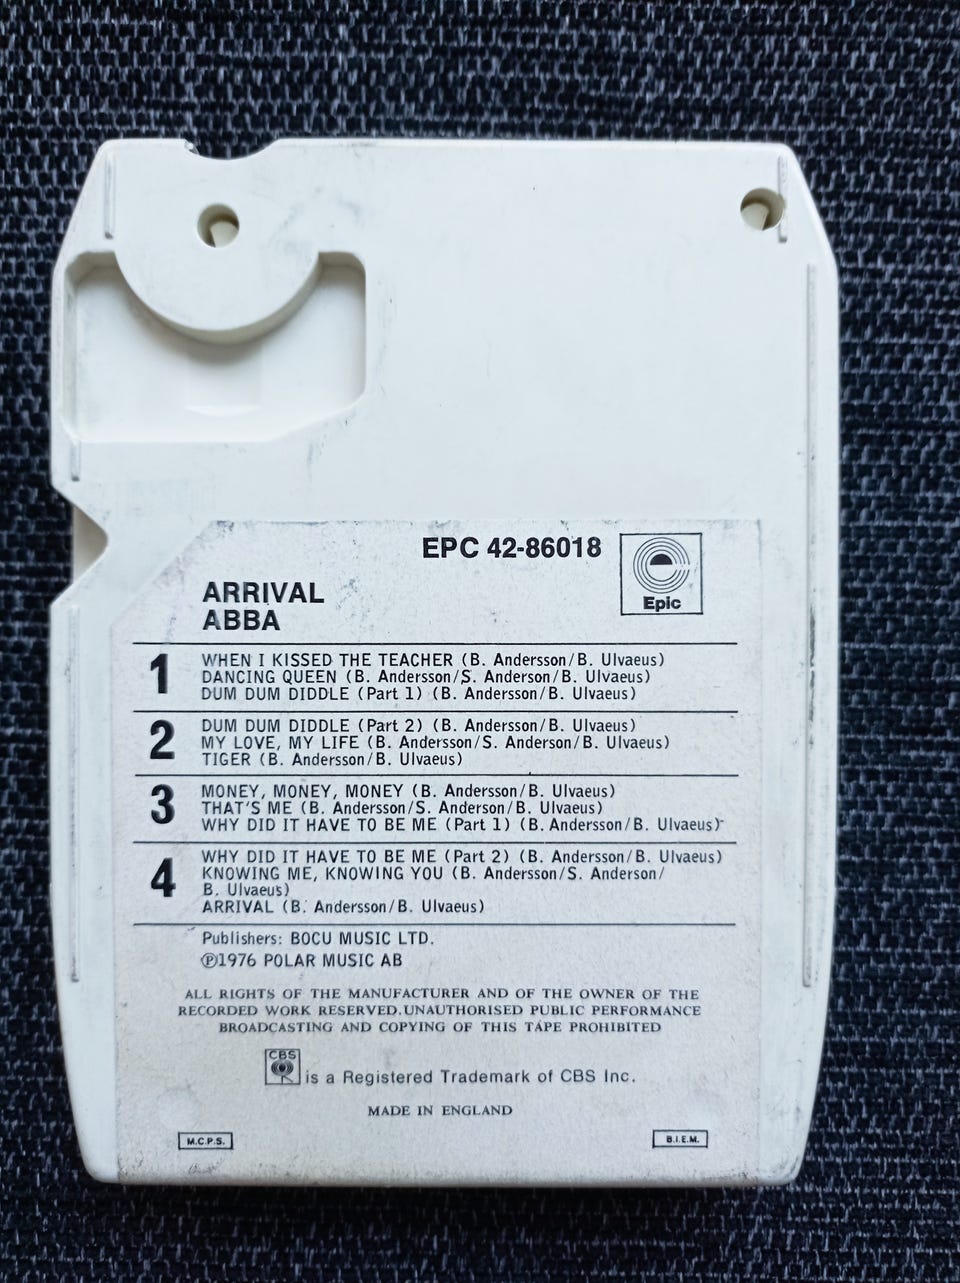 EPC 42-86018
Epic
ARRIVAL
ABBA
1
WHEN I KISSED THE TEACHER (B. Andersson/B. Ulvaeus)
DANCING QUEEN (B. Andersson/S. Anderson/B. Ulvaeus)
DUM DUM DIDDLE (Part 1) (B. Andersson/B. Ulvaeus)
2
DUM DUM DIDDLE (Part 2) (B. Andersson/B. Ulvaeus)
MY LOVE, MY LIFE (B. Andersson/S. Anderson/B. Ulvaeus)
TIGER (B. Andersson/B. Ulvaeus)
3
MONEY, MONEY, MONEY (B. Andersson/B. Ulvaeus)
THAT'S ME (B. Andersson/S. Anderson/B. Ulvaeus)
WHY DID IT HAVE TO BE ME (Part 1) (B. Andersson/B. Ulvaeus)
4
WHY DID IT HAVE TO BE ME (Part 2) (B. Andersson/B. Ulvaeus)
KNOWING ME, KNOWING YOU (B. Andersson/S. Anderson/
B. Ulvaeus)
ARRIVAL (B. Andersson/B. Ulvaeus)
Publishers: BOCU MUSIC LTD.
℗1976 POLAR MUSIC AB
ALL RIGHTS OF THE MANUFACTURER AND OF THE OWNER OF THE
RECORDED WORK RESERVED.UNAUTHORISED PUBLIC PERFORMANCE
BROADCASTING AND COPYING OF THIS TAPE PROHIBITED
CBS
is a Registered Trademark of CBS Inc.
MADE IN ENGLAND
M.C.P.S.
B.I.E.M.